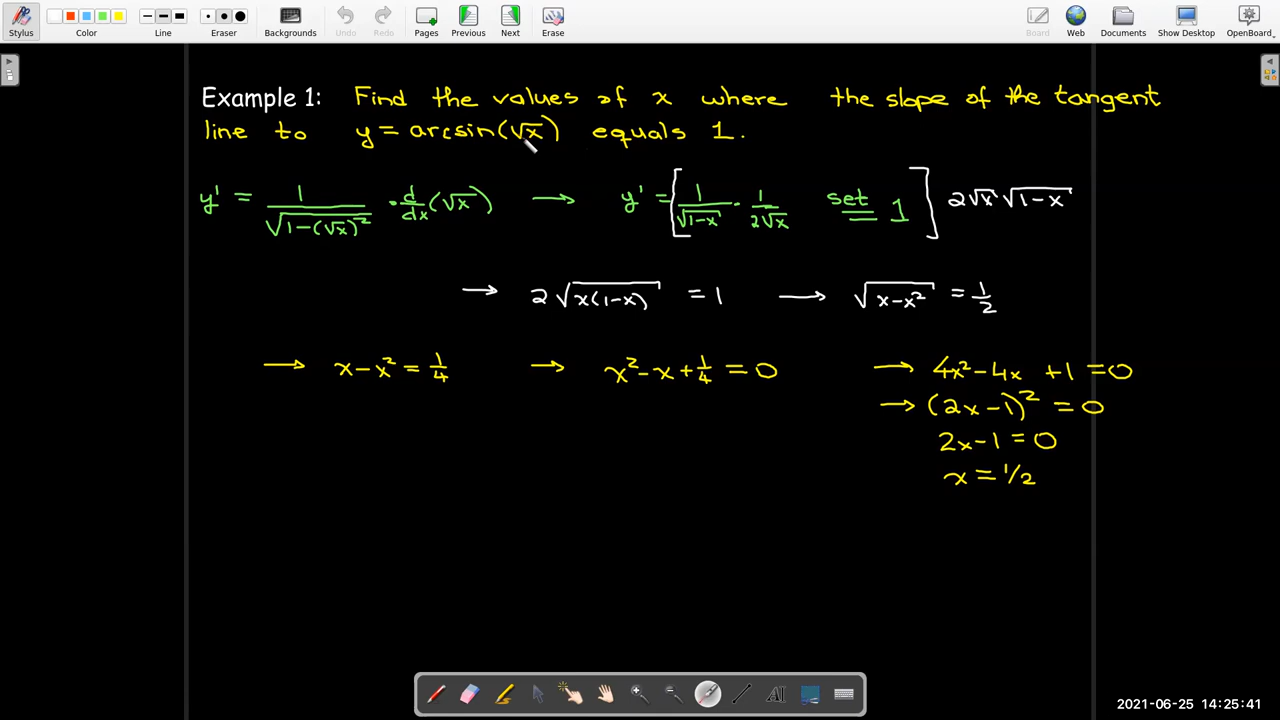 Stylus Color Line Eraser Backgrounds Undo Redo Pages Previous Next Erase Board Web Documents Show Desktop OpenBoard
Example 1: Find the values of x where the slope of the tangent
line to y = arcsin(√x) equals 1.
y' = 1/√(1-(√x)²) · d/dx(√x) → y' = [1/√(1-x) · 1/(2√x) set 1] 2√x √(1-x)
→ 2√(x(1-x)) = 1 → √(x-x²) = 1/2
→ x-x² = 1/4 → x²-x+1/4 = 0 → 4x²-4x+1=0
→ (2x-1)² = 0
2x-1=0
x = 1/2
AI
2021-06-25 14:25:41